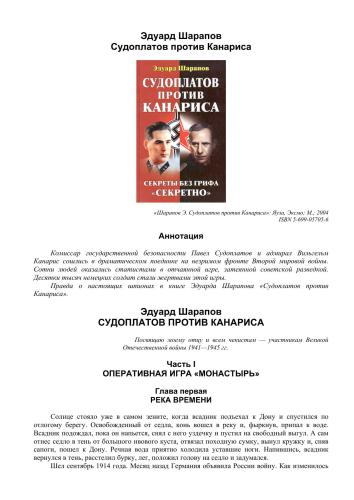 Эдуард Шарапов
Судоплатов против Канариса
Эдуард Шарапов
СУДОПЛАТОВ
ПРОТИВ
КАНАРИСА
СЕКРЕТЫ БЕЗ ГРИФА
«СЕКРЕТНО»
«Шарапов Э. Судоплатов против Канариса»: Яуза, Эксмо; М.; 2004
ISBN 5-699-05705-6
Аннотация
Комиссар государственной безопасности Павел Судоплатов и адмирал Вильгельм
Канарис сошлись в драматическом поединке на незримом фронте Второй мировой войны.
Сотни людей оказались статистами в отчаянной игре, затеянной советской разведкой.
Десятки тысяч немецких солдат стали жертвами этой игры.
Правда о настоящих шпионах в книге Эдуарда Шарапова «Судоплатов против
Канариса».
Эдуард Шарапов
СУДОПЛАТОВ ПРОТИВ КАНАРИСА
Посвящаю моему отцу и всем чекистам — участникам Великой
Отечественной войны 1941—1945 гг.
Часть I
ОПЕРАТИВНАЯ ИГРА «МОНАСТЫРЬ»
Глава первая
РЕКА ВРЕМЕНИ
Солнце стояло уже в самом зените, когда всадник подъехал к Дону и спустился по
отлогому берегу. Освобожденный от седла, конь вошел в реку и, фыркнув, припал к воде.
Всадник подождал, пока он напьется, снял с него уздечку и пустил на свободный выгул. А сам
отнес седло в тень от большого ивового куста, отвязал походную сумку, вынул кружку и, сняв
сапоги, пошел к Дону. Речная вода приятно холодила уставшие ноги. Напившись, всадник
вернулся в тень, расстелил бурку, лег, положил голову на седло и задумался.
Шел сентябрь 1914 года. Месяц назад Германия объявила России войну. Как изменилось